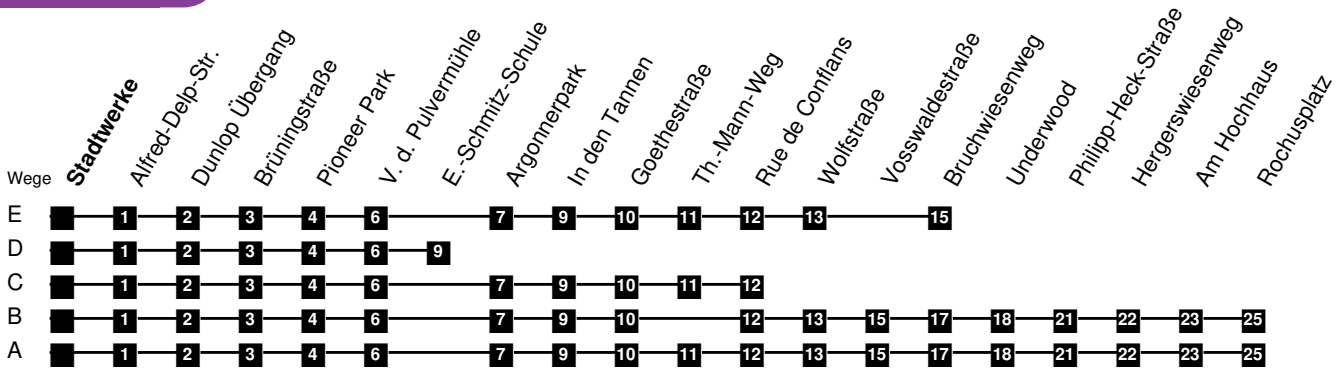 Wege Stadtwerke Alfred-Delp-Str. Dunlop Übergang Brüningstraße Pioneer Park V. d. Pulvermühle E.-Schmitz-Schule Argonnerpark In den Tannen Goethestraße Th.-Mann-Weg Rue de Conflans Wolfstraße Vosswaldestraße Bruchwiesenweg Underwood Philipp-Heck-Straße Hergerswiesenweg Am Hochhaus Rochusplatz
E 1 2 3 4 6 7 9 10 11 12 13 15
D 1 2 3 4 6 9
C 1 2 3 4 6 7 9 10 11 12
B 1 2 3 4 6 7 9 10 12 13 15 17 18 21 22 23 25
A 1 2 3 4 6 7 9 10 11 12 13 15 17 18 21 22 23 25